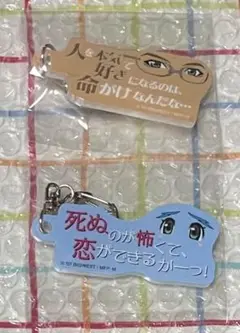 人を本気で
好きになるのは、
命がけなんだな…
死ぬのが怖くて、
恋ができるかーっ!